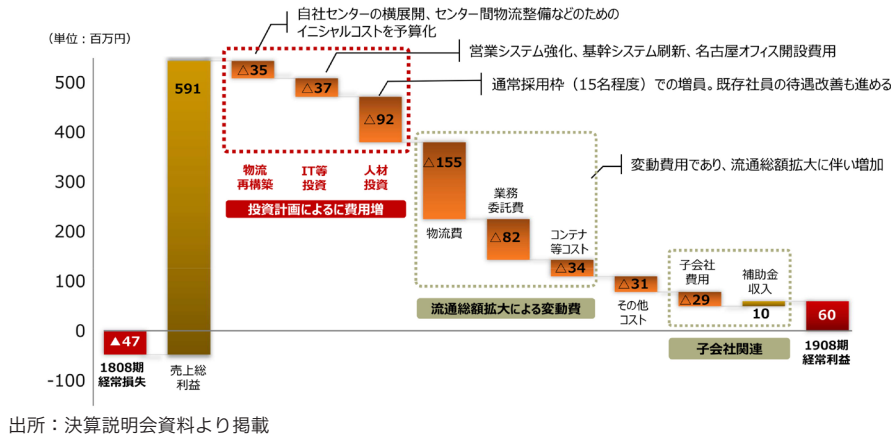 （単位：百万円）
自社センターの横展開、センター間物流整備などのための
イニシャルコストを予算化
営業システム強化、基幹システム刷新、名古屋オフィス開設費用
通常採用枠（15名程度）での増員。既存社員の待遇改善も進める
変動費用であり、流通総額拡大に伴い増加
500
400
300
200
100
0
-100
▲47
1808期
経常損失
591
売上総
利益
△35
物流
再構築
△37
IT等
投資
△92
人材
投資
投資計画によるに費用増
△155
物流費
業務
委託費
△82
コンテナ
等コスト
△34
流通総額拡大による変動費
△31
その他
コスト
子会社
費用
△29
補助金
収入
10
子会社関連
60
1908期
経常利益
出所：決算説明会資料より掲載